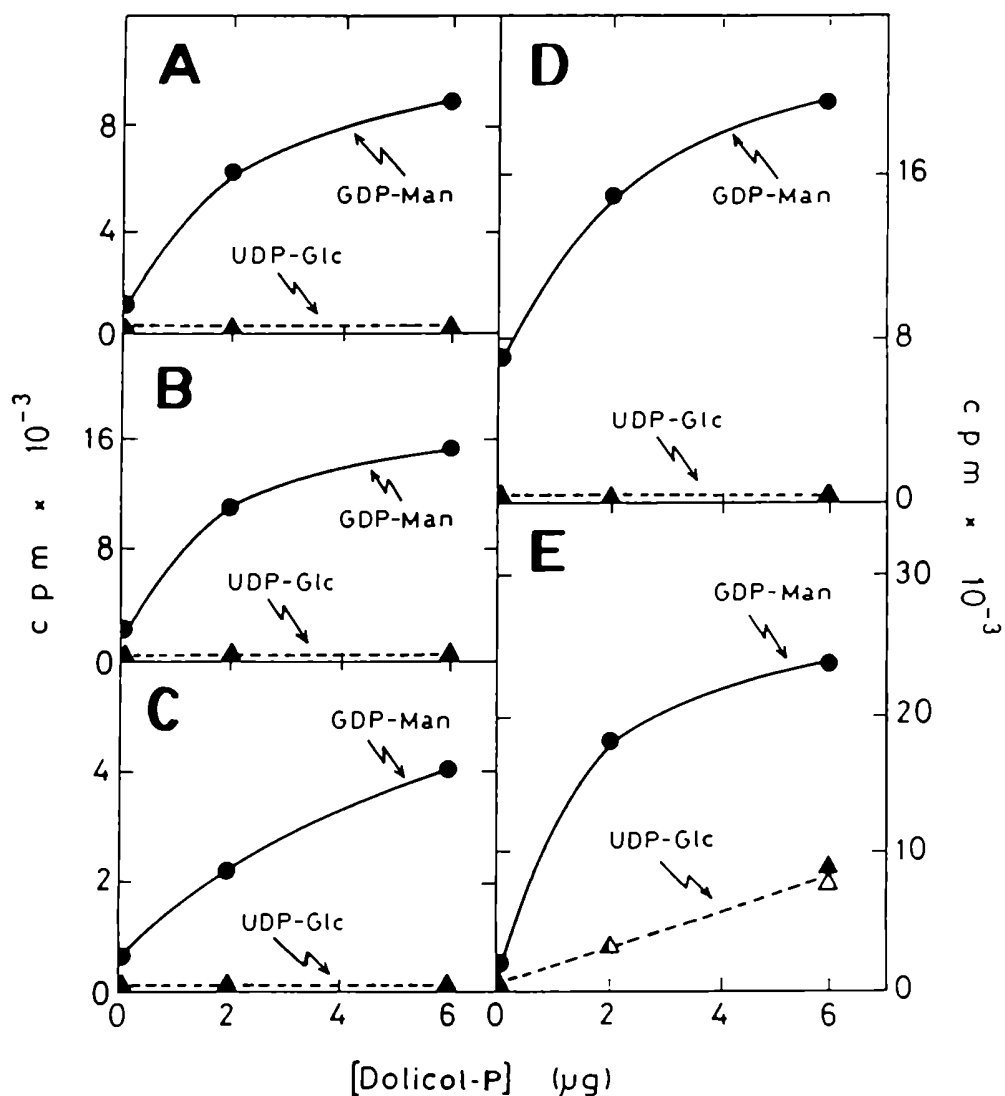 A
8
4
0
GDP-Man
UDP-Glc
B
16
8
0
GDP-Man
UDP-Glc
C
4
2
0
GDP-Man
UDP-Glc
0 2 4 6
D
16
8
0
GDP-Man
UDP-Glc
E
30
20
10
0
GDP-Man
UDP-Glc
0 2 4 6
cpm × 10⁻³
cpm × 10⁻³
[Dolicol-P] (μg)